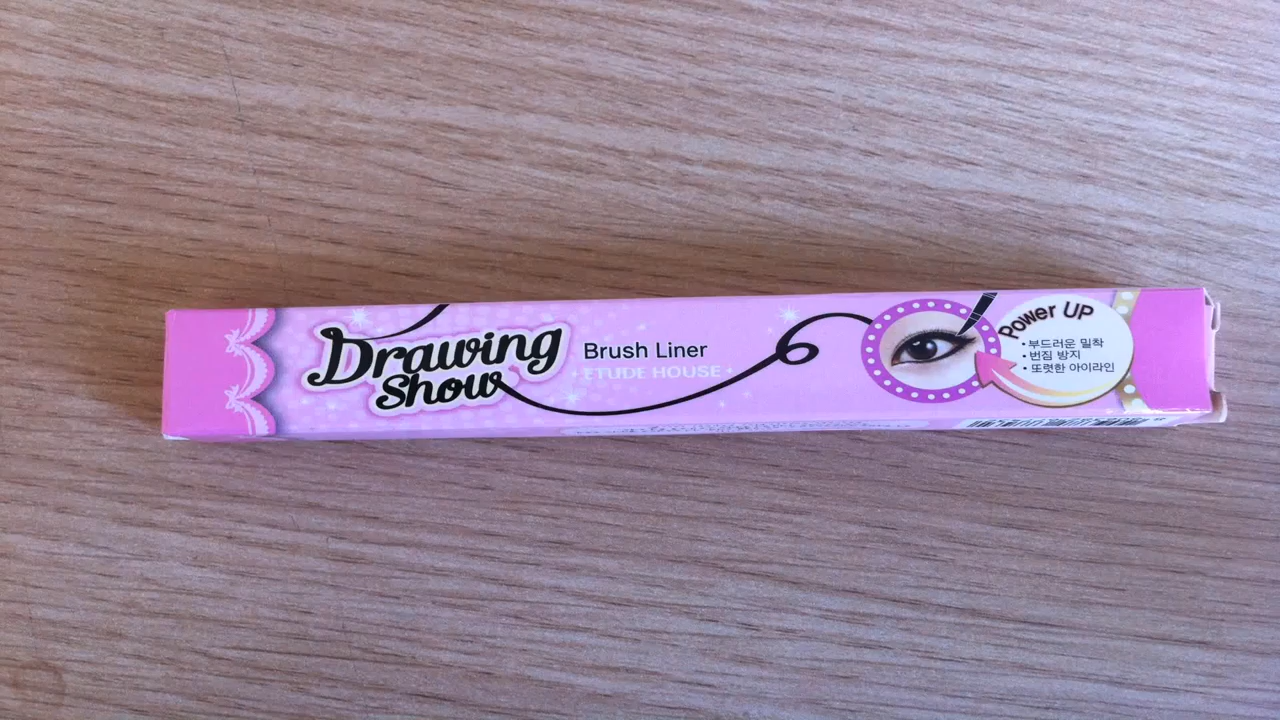 Drawing
Show
Brush Liner
• ETUDE HOUSE •
Power UP
• 부드러운 밀착
• 번짐 방지
• 또렷한 아이라인